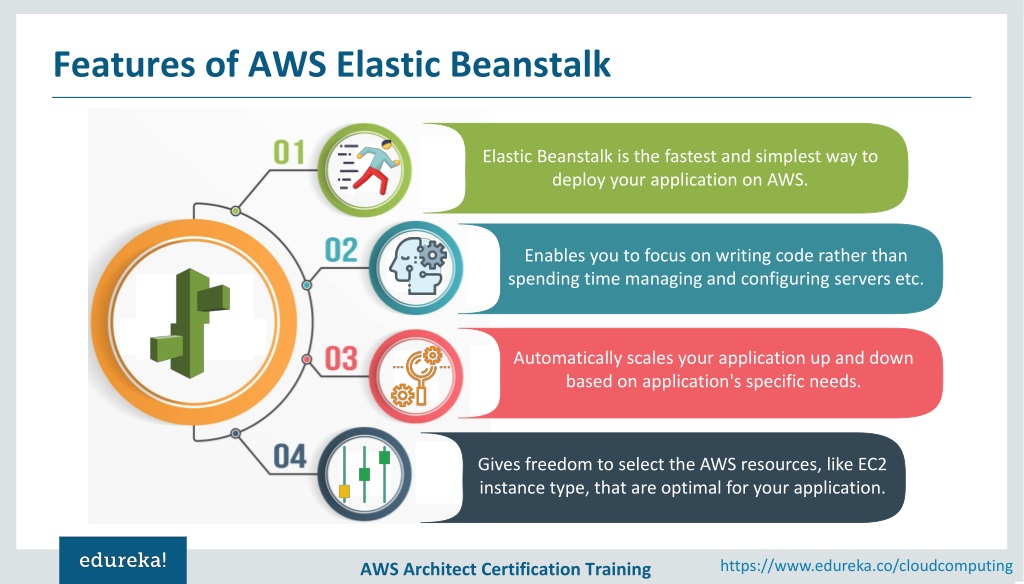 Features of AWS Elastic Beanstalk
01
Elastic Beanstalk is the fastest and simplest way to
deploy your application on AWS.
02
Enables you to focus on writing code rather than
spending time managing and configuring servers etc.
03
Automatically scales your application up and down
based on application's specific needs.
04
Gives freedom to select the AWS resources, like EC2
instance type, that are optimal for your application.
edureka!
AWS Architect Certification Training
https://www.edureka.co/cloudcomputing